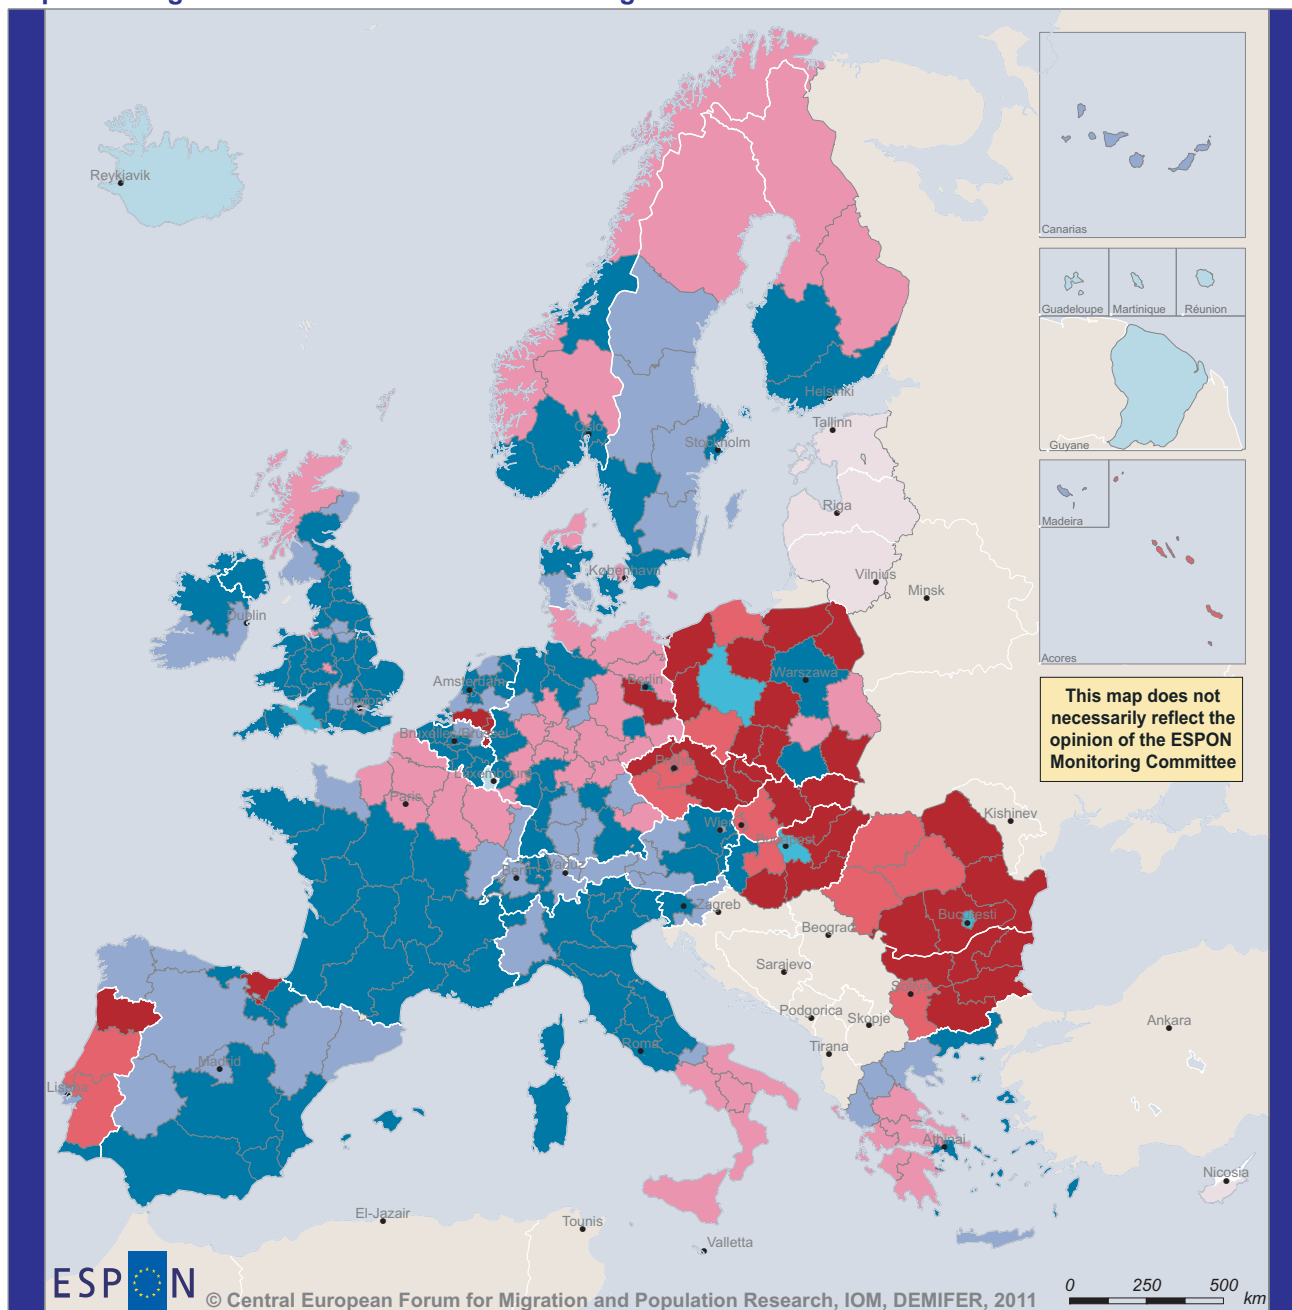 Reykjavik
Canarias
Guadeloupe
Martinique
Réunion
Guyane
Madeira
Acores
This map does not
necessarily reflect the
opinion of the ESPON
Monitoring Committee
Helsinki
Tallinn
Oslo
Stockholm
Riga
København
Vilnius
Minsk
Dublin
Amsterdam
Berlin
Warszawa
London
Bruxelles/Brussel
Luxembourg
Praha
Paris
Kishinev
Wien
Budapest
Bern
Vaduz
Zagreb
Bucuresti
Beograd
Sarajevo
Sofiya
Podgorica
Skopje
Ankara
Roma
Tirana
Madrid
Lisboa
Athinai
Nicosia
El-Jazair
Tounis
Valletta
ESPON
© Central European Forum for Migration and Population Research, IOM, DEMIFER, 2011
0 250 500
km